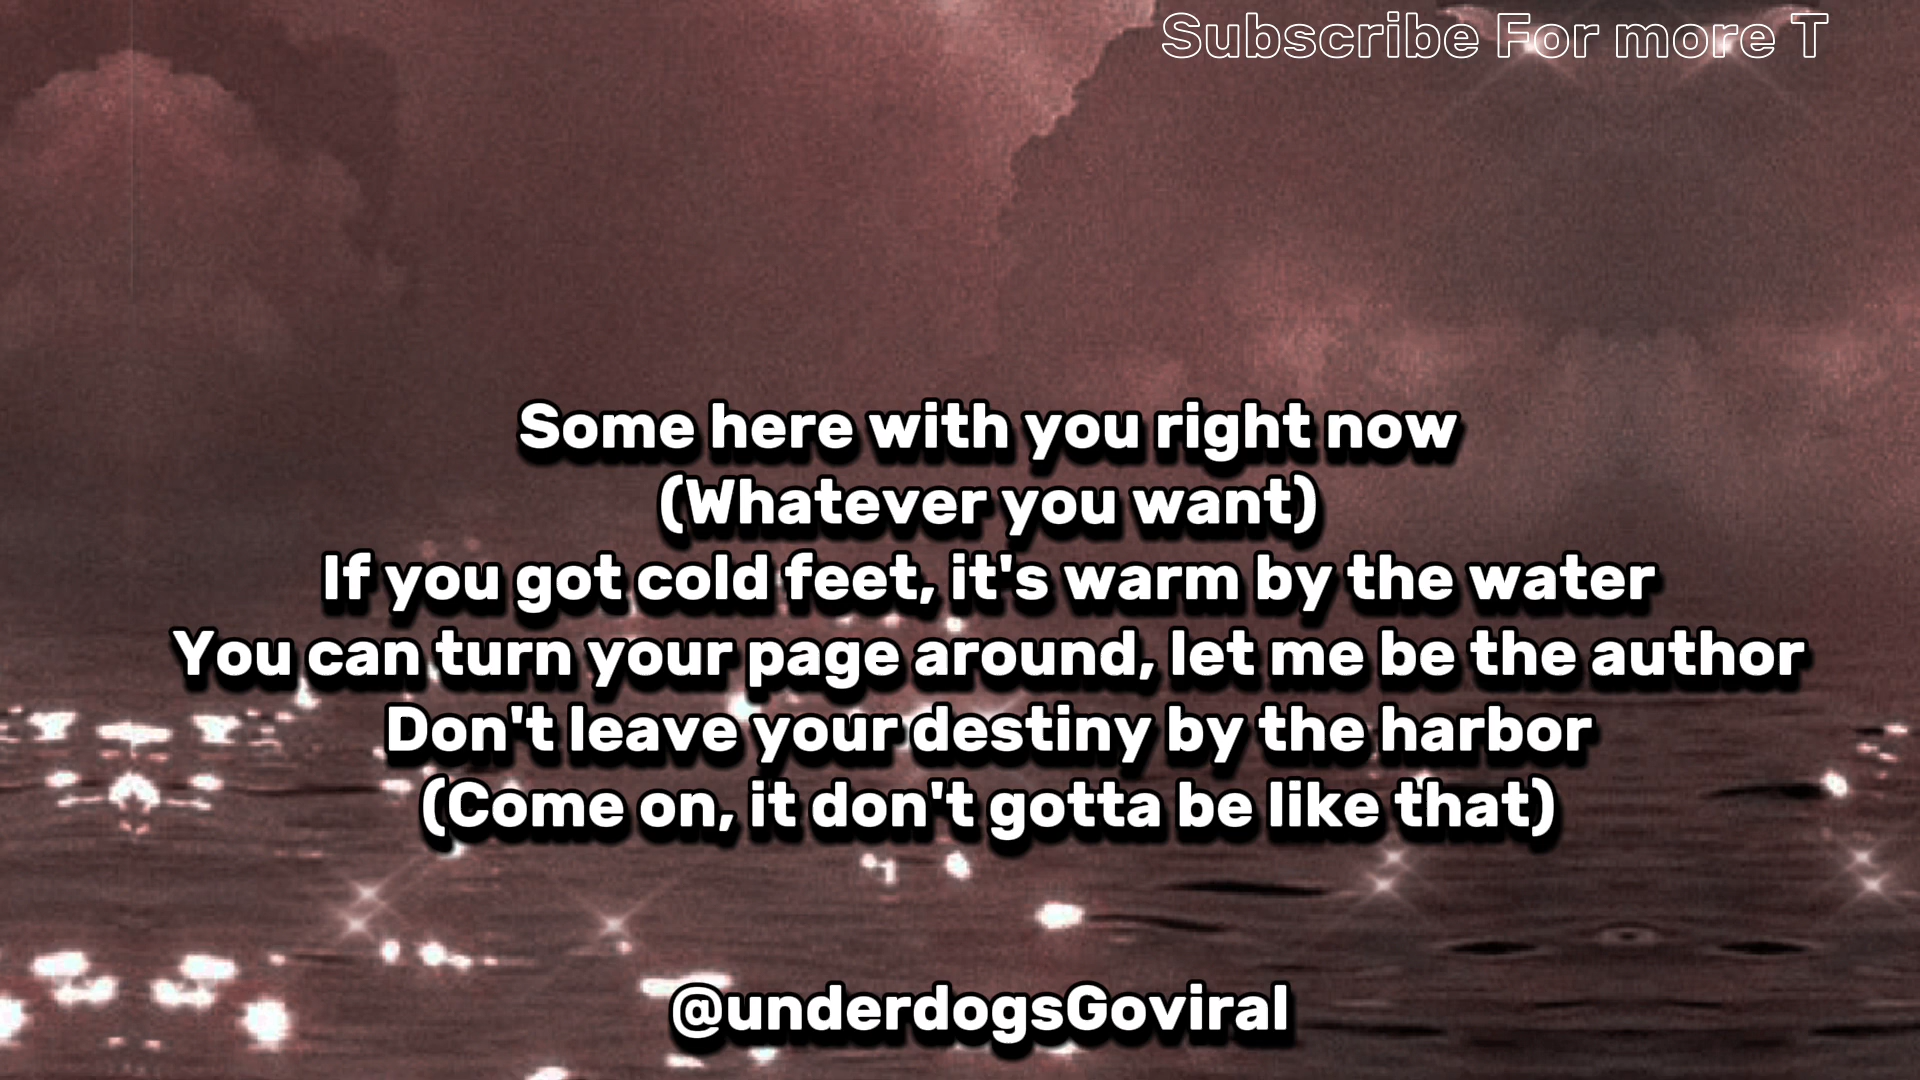 Subscribe For more T
Some here with you right now
(Whatever you want)
If you got cold feet, it's warm by the water
You can turn your page around, let me be the author
Don't leave your destiny by the harbor
(Come on, it don't gotta be like that)
@underdogsGoviral